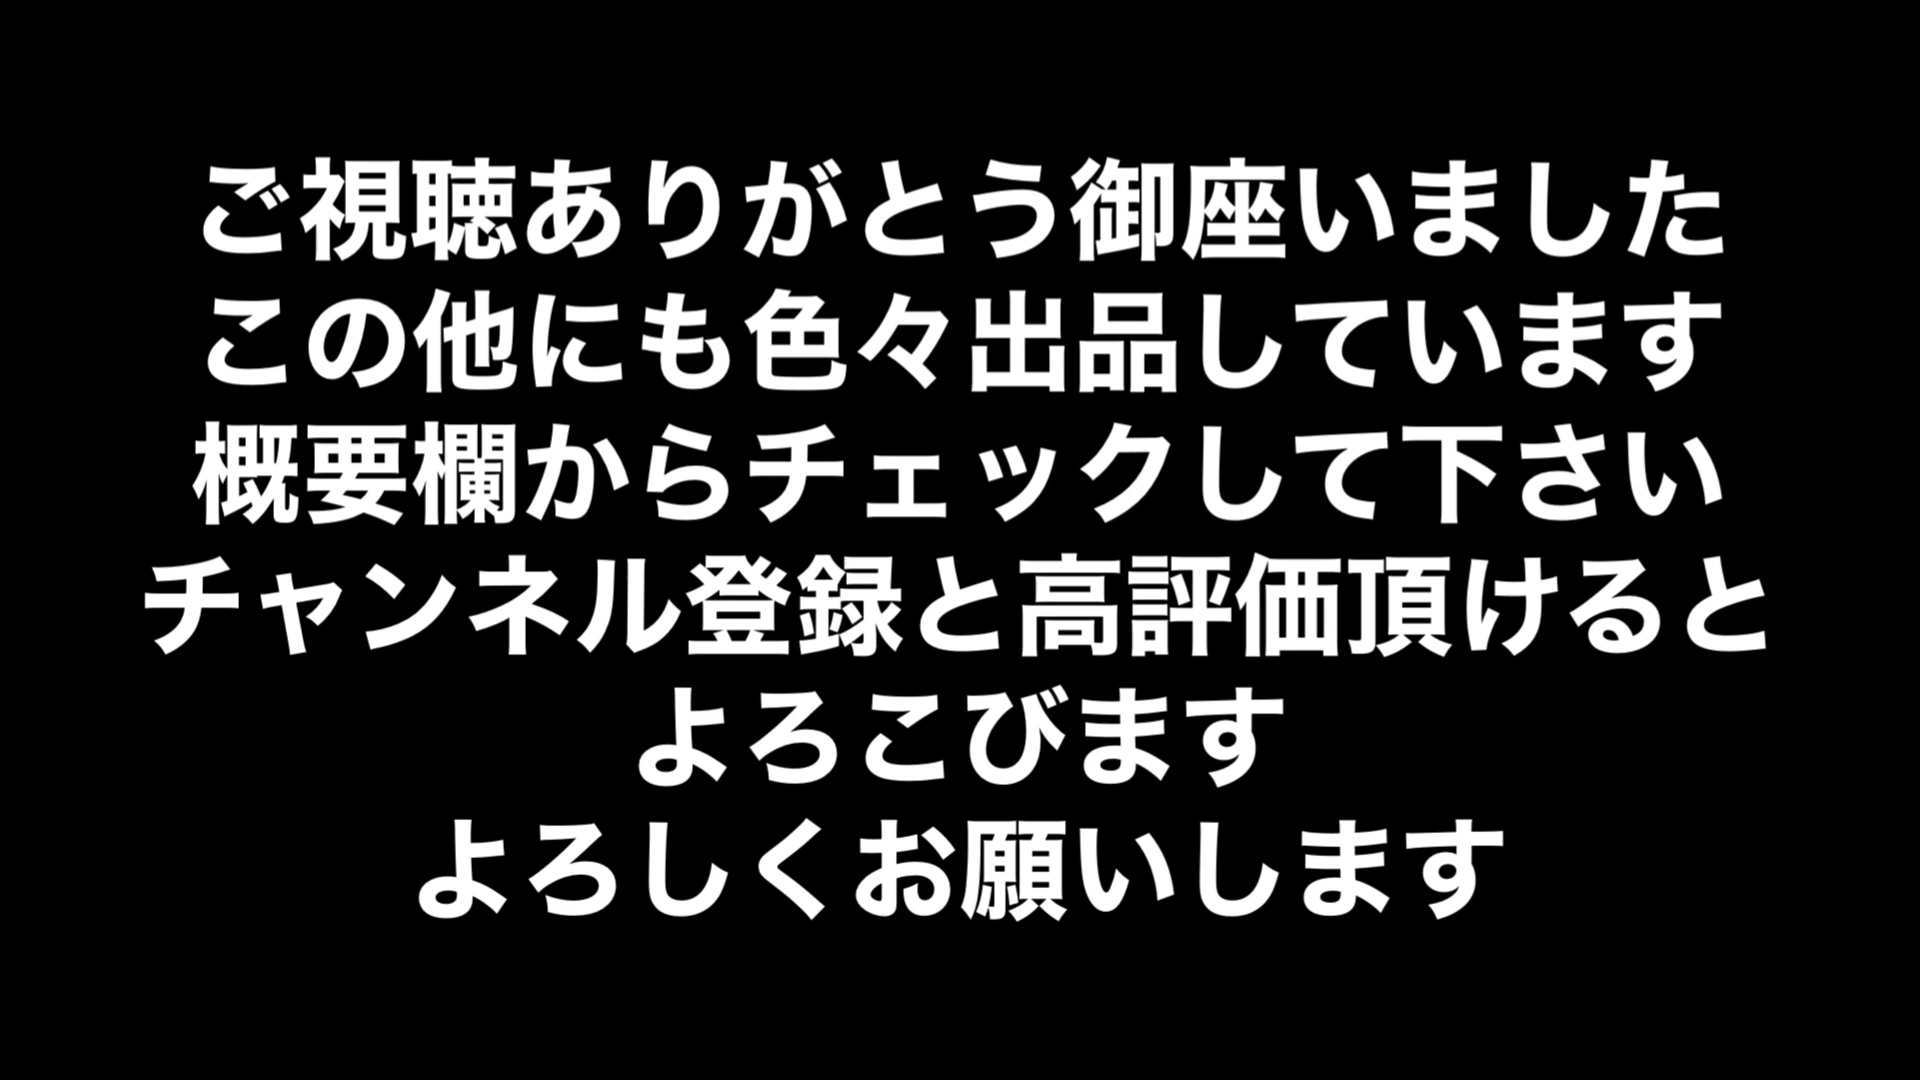 ご視聴ありがとう御座いました
この他にも色々出品しています
概要欄からチェックして下さい
チャンネル登録と高評価頂けると
よろこびます
よろしくお願いします